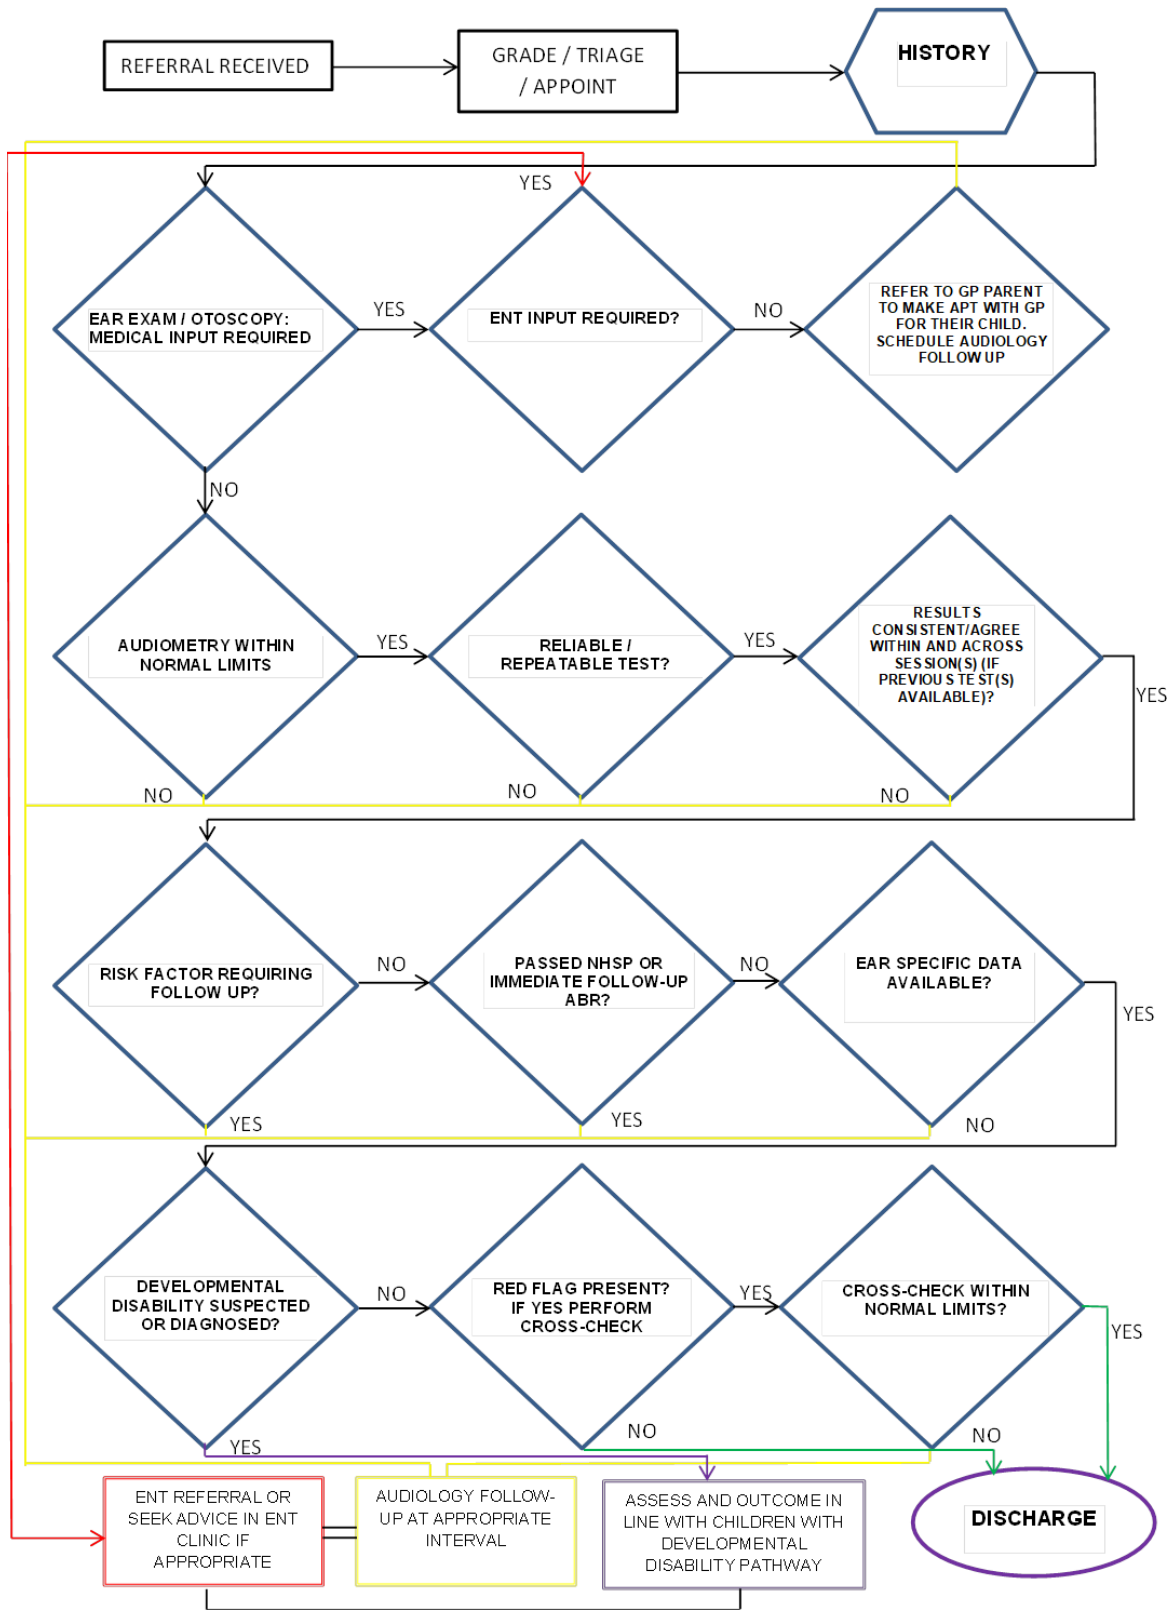 REFERRAL RECEIVED
GRADE / TRIAGE
/ APPOINT
HISTORY
YES
EAR EXAM / OTOSCOPY:
MEDICAL INPUT REQUIRED
YES
ENT INPUT REQUIRED?
NO
REFER TO GP PARENT
TO MAKE APT WITH GP
FOR THEIR CHILD.
SCHEDULE AUDIOLOGY
FOLLOW UP
NO
AUDIOMETRY WITHIN
NORMAL LIMITS
YES
RELIABLE /
REPEATABLE TEST?
YES
RESULTS
CONSISTENT/AGREE
WITHIN AND ACROSS
SESSION(S) (IF
PREVIOUS TEST(S)
AVAILABLE)?
YES
NO
NO
NO
RISK FACTOR REQUIRING
FOLLOW UP?
NO
PASSED NHSP OR
IMMEDIATE FOLLOW-UP
ABR?
NO
EAR SPECIFIC DATA
AVAILABLE?
YES
YES
YES
NO
DEVELOPMENTAL
DISABILITY SUSPECTED
OR DIAGNOSED?
NO
RED FLAG PRESENT?
IF YES PERFORM
CROSS-CHECK
YES
CROSS-CHECK WITHIN
NORMAL LIMITS?
YES
YES
NO
NO
ENT REFERRAL OR
SEEK ADVICE IN ENT
CLINIC IF
APPROPRIATE
AUDIOLOGY FOLLOW-
UP AT APPROPRIATE
INTERVAL
ASSESS AND OUTCOME IN
LINE WITH CHILDREN WITH
DEVELOPMENTAL
DISABILITY PATHWAY
DISCHARGE